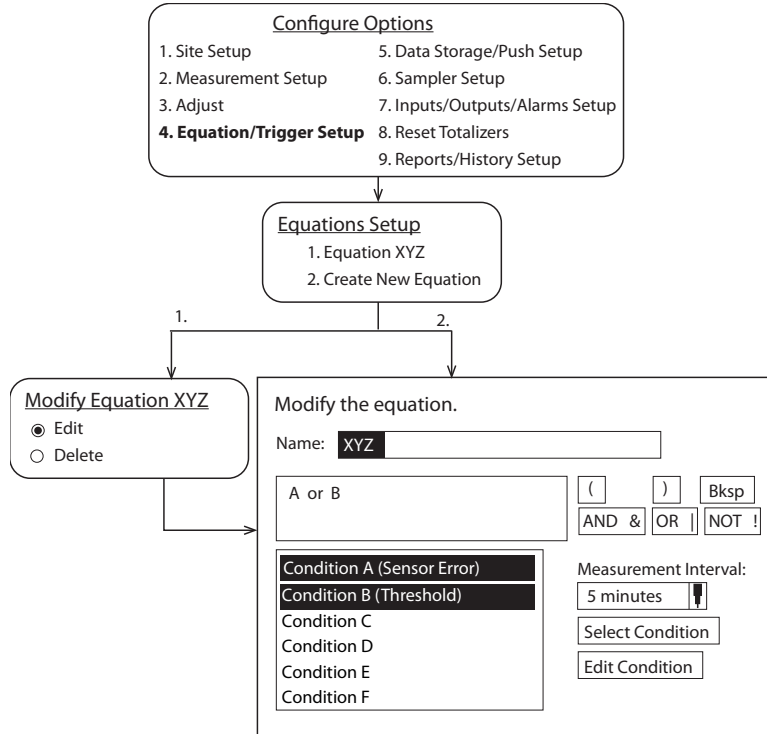 Configure Options
1. Site Setup
2. Measurement Setup
3. Adjust
4. Equation/Trigger Setup
5. Data Storage/Push Setup
6. Sampler Setup
7. Inputs/Outputs/Alarms Setup
8. Reset Totalizers
9. Reports/History Setup
Equations Setup
1. Equation XYZ
2. Create New Equation
1.
2.
Modify Equation XYZ
Edit
Delete
Modify the equation.
Name: XYZ
A or B
( ) Bksp
AND & OR | NOT !
Condition A (Sensor Error)
Condition B (Threshold)
Condition C
Condition D
Condition E
Condition F
Measurement Interval:
5 minutes
Select Condition
Edit Condition